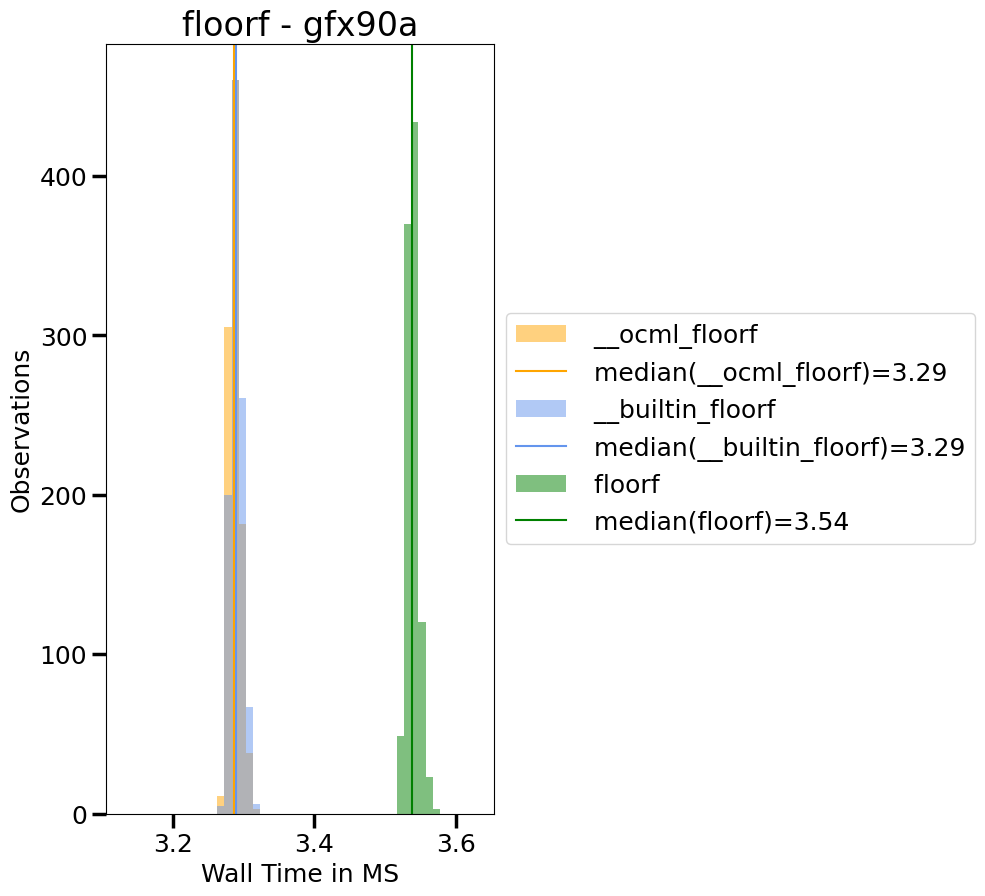 floorf - gfx90a
Observations
400
300
200
100
0
3.2 3.4 3.6
Wall Time in MS
__ocml_floorf
median(__ocml_floorf)=3.29
__builtin_floorf
median(__builtin_floorf)=3.29
floorf
median(floorf)=3.54